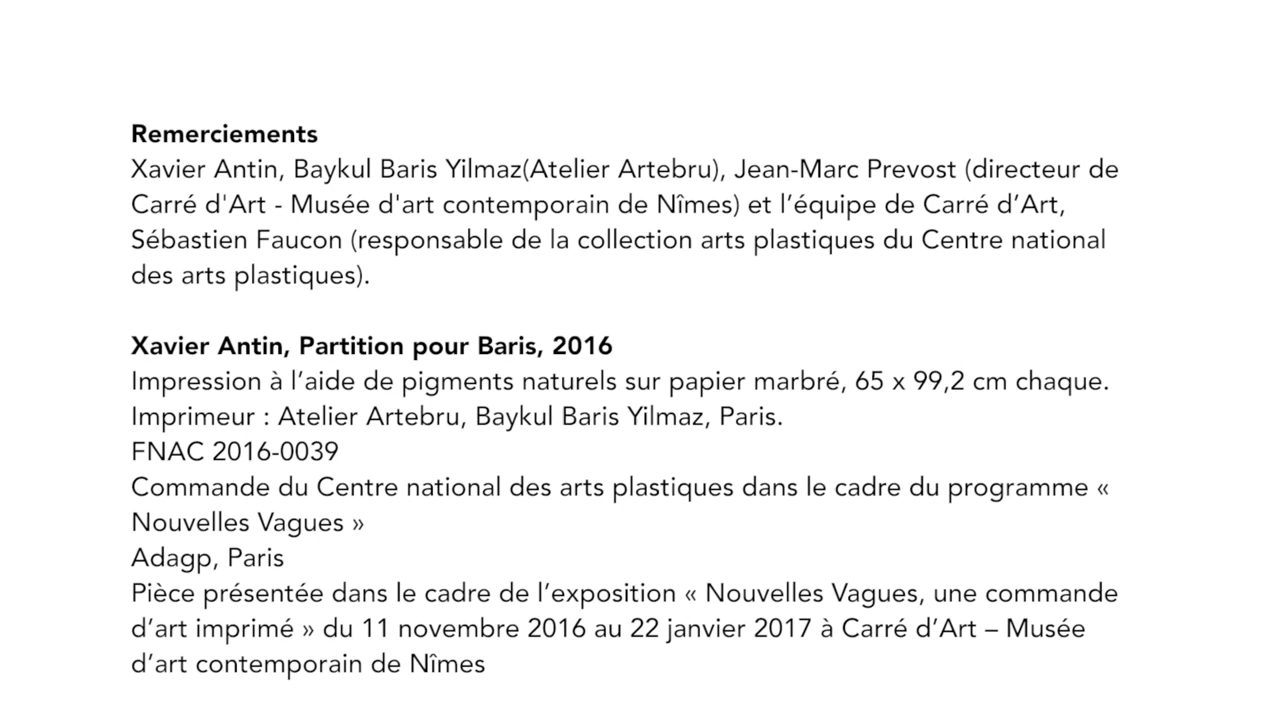 Remerciements
Xavier Antin, Baykul Baris Yilmaz(Atelier Artebru), Jean-Marc Prevost (directeur de
Carré d'Art - Musée d'art contemporain de Nîmes) et l’équipe de Carré d’Art,
Sébastien Faucon (responsable de la collection arts plastiques du Centre national
des arts plastiques).
Xavier Antin, Partition pour Baris, 2016
Impression à l’aide de pigments naturels sur papier marbré, 65 x 99,2 cm chaque.
Imprimeur : Atelier Artebru, Baykul Baris Yilmaz, Paris.
FNAC 2016-0039
Commande du Centre national des arts plastiques dans le cadre du programme «
Nouvelles Vagues »
Adagp, Paris
Pièce présentée dans le cadre de l’exposition « Nouvelles Vagues, une commande
d’art imprimé » du 11 novembre 2016 au 22 janvier 2017 à Carré d’Art – Musée
d’art contemporain de Nîmes